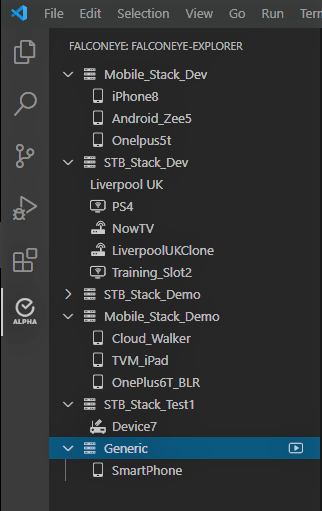 File Edit Selection View Go Run Term
FALCONEYE: FALCONEYE-EXPLORER
Mobile_Stack_Dev
iPhone8
Android_Zee5
Onelpus5t
STB_Stack_Dev
Liverpool UK
PS4
NowTV
LiverpoolUKClone
Training_Slot2
STB_Stack_Demo
Mobile_Stack_Demo
Cloud_Walker
TVM_iPad
OnePlus6T_BLR
STB_Stack_Test1
Device7
Generic
SmartPhone
ALPHA